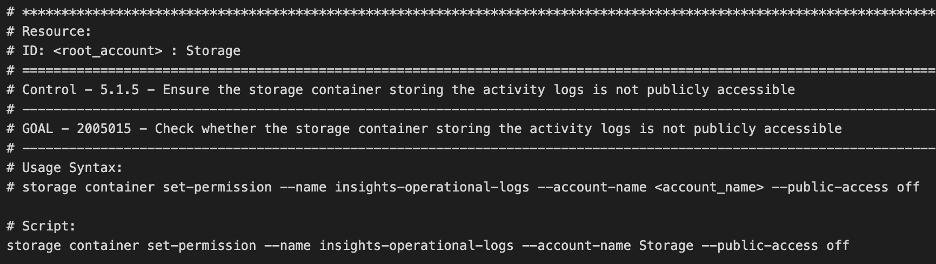 # *********************************************************************************************************************
# Resource:
# ID: <root_account> : Storage
# =====================================================================================================================
# Control - 5.1.5 - Ensure the storage container storing the activity logs is not publicly accessible
# ---------------------------------------------------------------------------------------------------------------------
# GOAL - 2005015 - Check whether the storage container storing the activity logs is not publicly accessible
# ---------------------------------------------------------------------------------------------------------------------
# Usage Syntax:
# storage container set-permission --name insights-operational-logs --account-name <account_name> --public-access off
# Script:
storage container set-permission --name insights-operational-logs --account-name Storage --public-access off